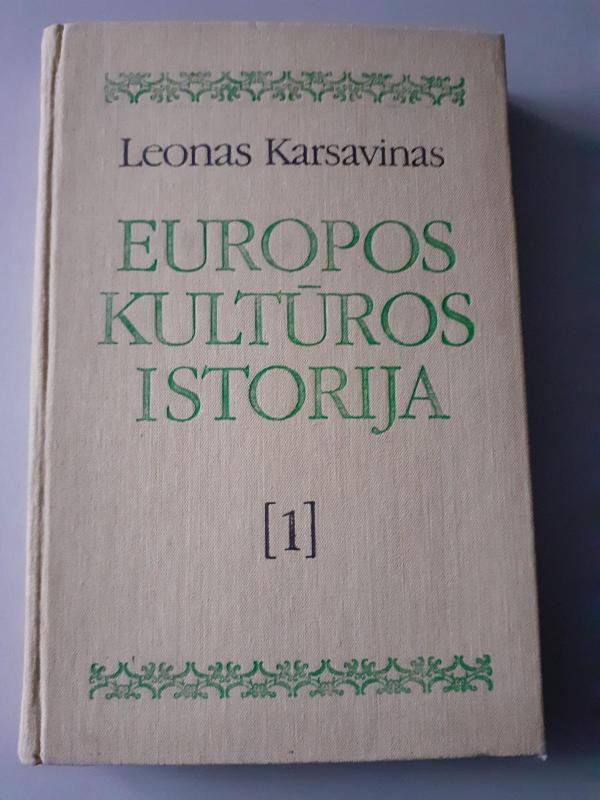 Leonas Karsavinas
EUROPOS
KULTŪROS
ISTORIJA
[1]